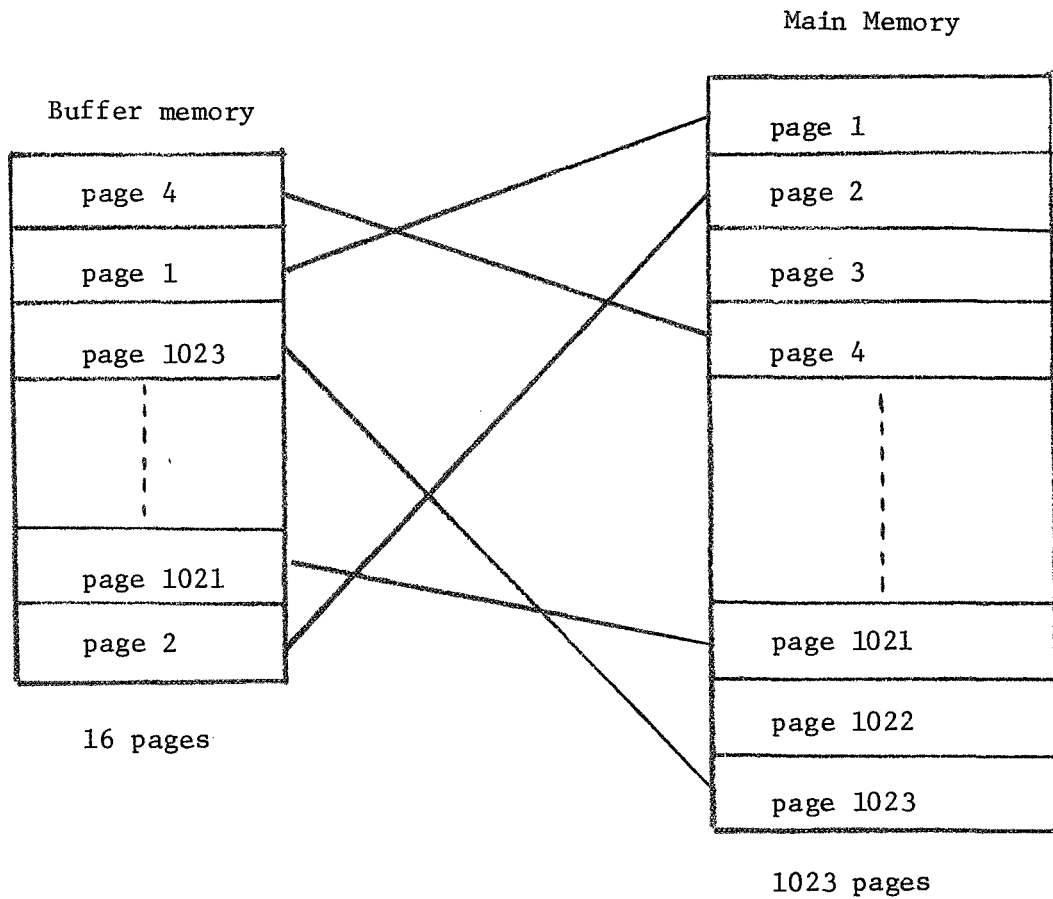 Main Memory
Buffer memory
page 4
page 1
page 1023
page 1021
page 2
16 pages
page 1
page 2
page 3
page 4
page 1021
page 1022
page 1023
1023 pages